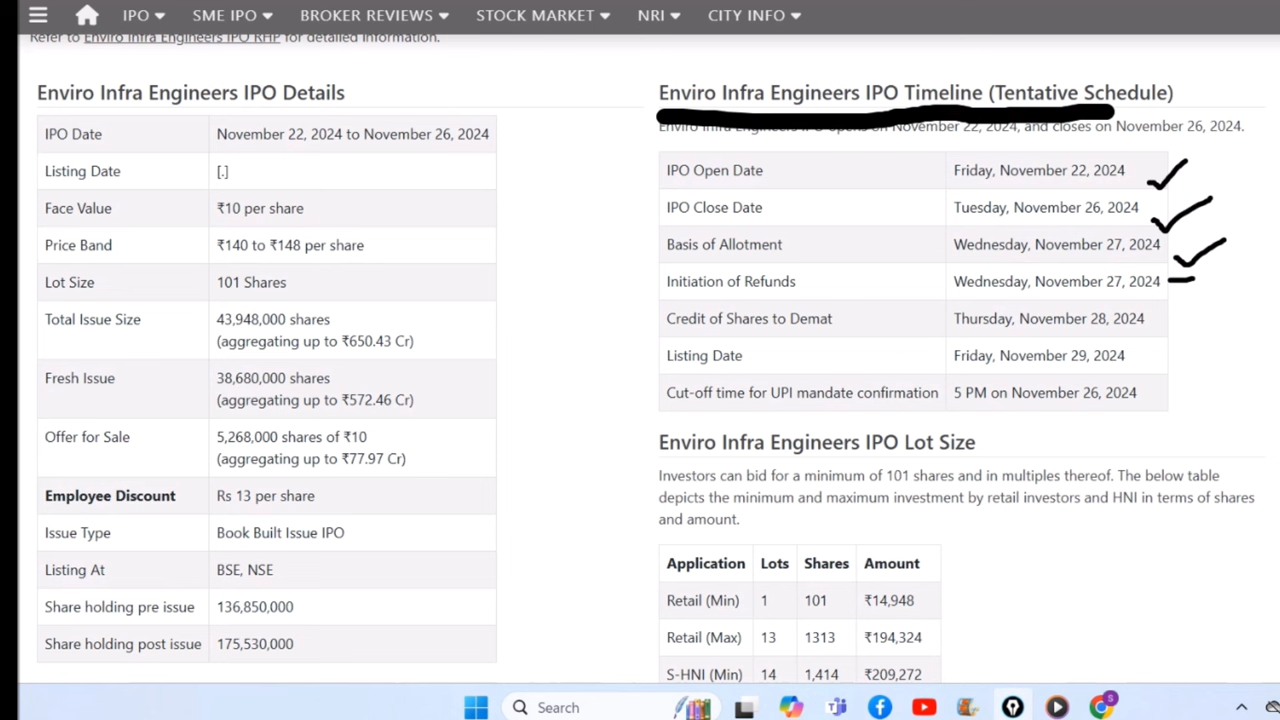 IPO SME IPO BROKER REVIEWS STOCK MARKET NRI CITY INFO
Refer to Enviro Infra Engineers IPO RHP for detailed information.
Enviro Infra Engineers IPO Details
IPO Date November 22, 2024 to November 26, 2024
Listing Date [.]
Face Value ₹10 per share
Price Band ₹140 to ₹148 per share
Lot Size 101 Shares
Total Issue Size 43,948,000 shares
(aggregating up to ₹650.43 Cr)
Fresh Issue 38,680,000 shares
(aggregating up to ₹572.46 Cr)
Offer for Sale 5,268,000 shares of ₹10
(aggregating up to ₹77.97 Cr)
Employee Discount Rs 13 per share
Issue Type Book Built Issue IPO
Listing At BSE, NSE
Share holding pre issue 136,850,000
Share holding post issue 175,530,000
Enviro Infra Engineers IPO Timeline (Tentative Schedule)
Enviro Infra Engineers IPO opens on November 22, 2024, and closes on November 26, 2024.
IPO Open Date Friday, November 22, 2024
IPO Close Date Tuesday, November 26, 2024
Basis of Allotment Wednesday, November 27, 2024
Initiation of Refunds Wednesday, November 27, 2024
Credit of Shares to Demat Thursday, November 28, 2024
Listing Date Friday, November 29, 2024
Cut-off time for UPI mandate confirmation 5 PM on November 26, 2024
Enviro Infra Engineers IPO Lot Size
Investors can bid for a minimum of 101 shares and in multiples thereof. The below table
depicts the minimum and maximum investment by retail investors and HNI in terms of shares
and amount.
Application Lots Shares Amount
Retail (Min) 1 101 ₹14,948
Retail (Max) 13 1313 ₹194,324
S-HNI (Min) 14 1,414 ₹209,272
Search
S